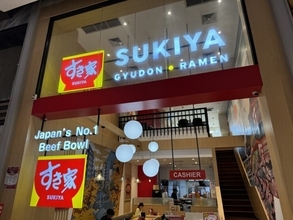 すき家
SUKIYA
SUKIYA
GYUDON • RAMEN
Japan's No.1
Beef Bowl
すき家
SUKIYA
CASHIER